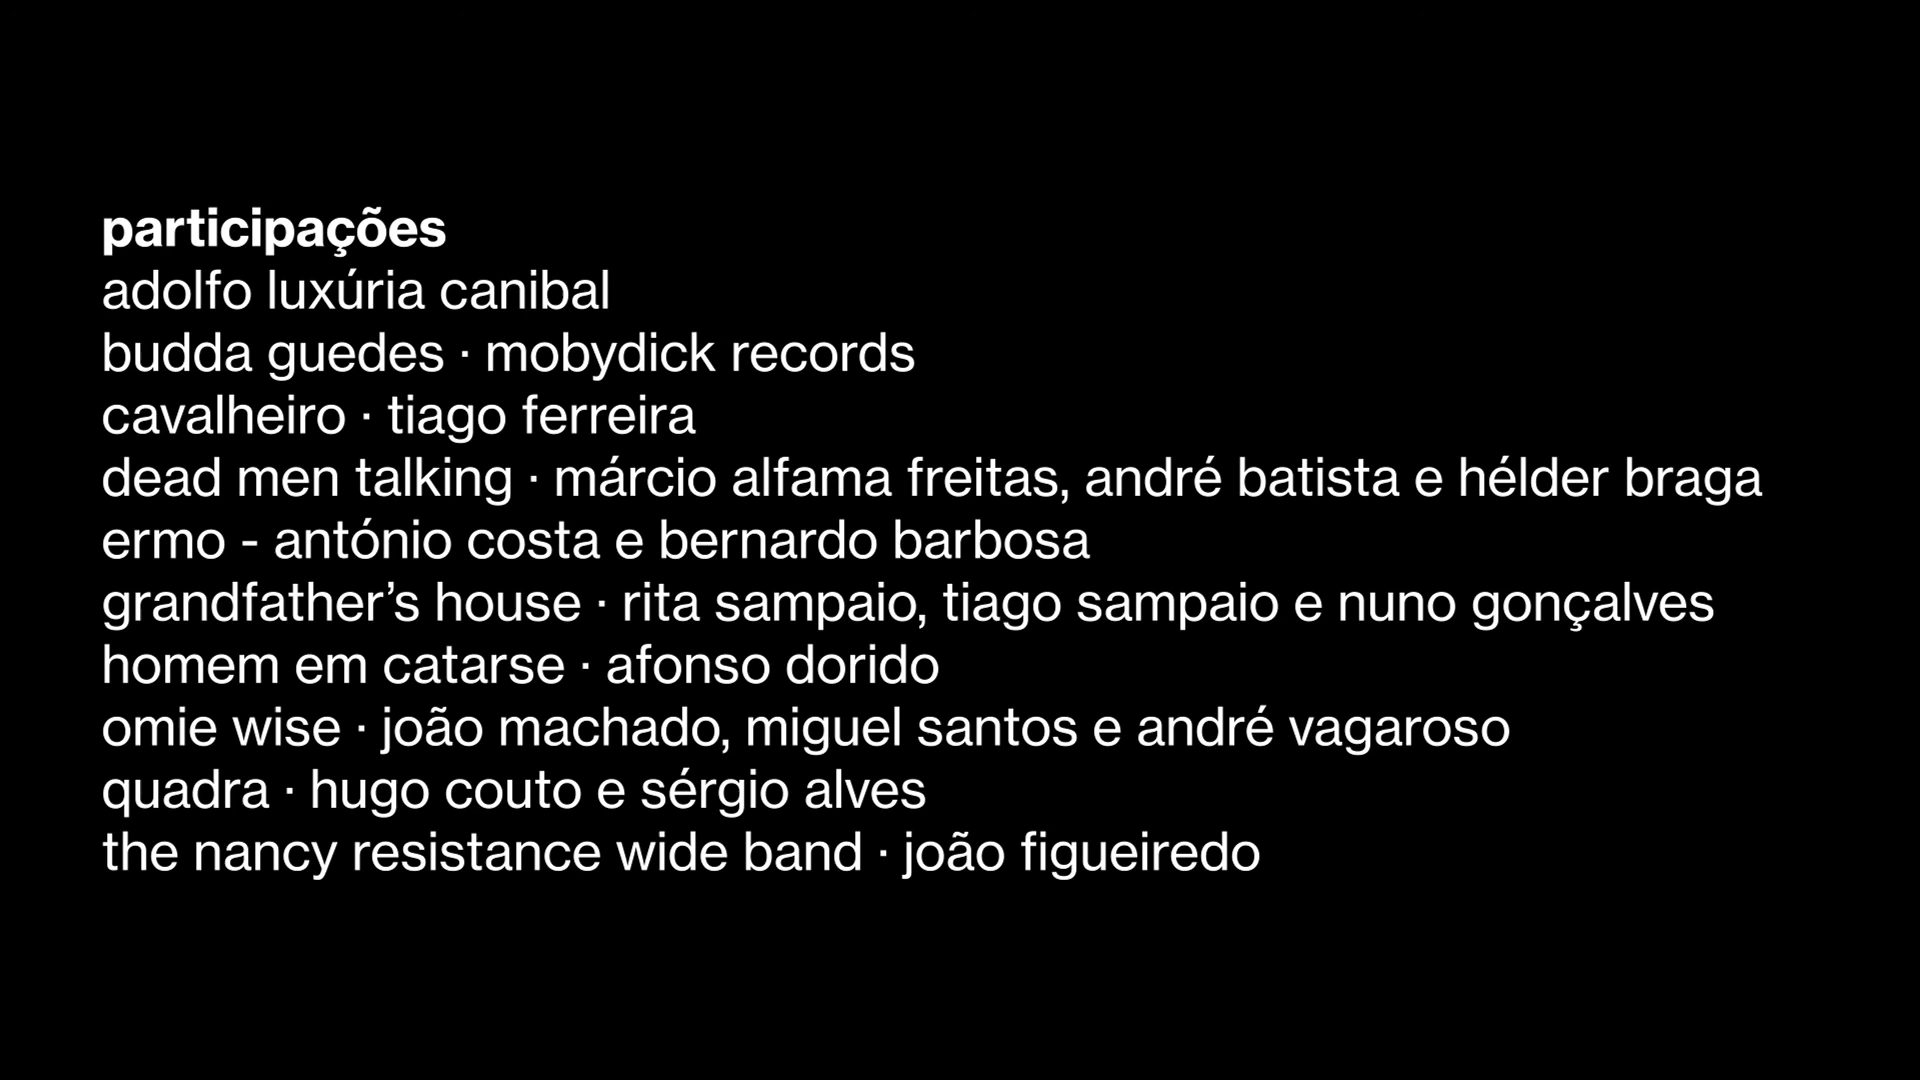 participações
adolfo luxúria canibal
budda guedes · mobydick records
cavalheiro · tiago ferreira
dead men talking · márcio alfama freitas, andré batista e hélder braga
ermo - antónio costa e bernardo barbosa
grandfather’s house · rita sampaio, tiago sampaio e nuno gonçalves
homem em catarse · afonso dorido
omie wise · joão machado, miguel santos e andré vagaroso
quadra · hugo couto e sérgio alves
the nancy resistance wide band · joão figueiredo